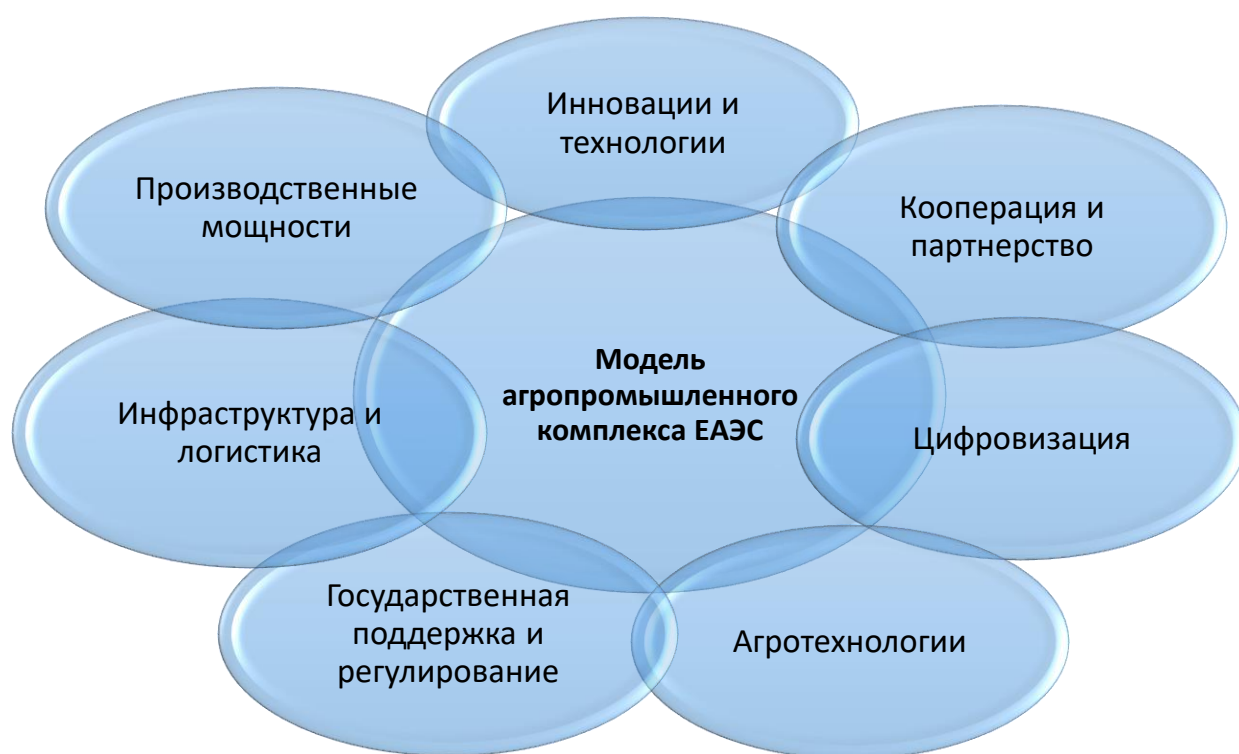 Инновации и
технологии
Производственные
мощности
Кооперация и
партнерство
Модель
агропромышленного
комплекса ЕАЭС
Инфраструктура и
логистика
Цифровизация
Государственная
поддержка и
регулирование
Агротехнологии